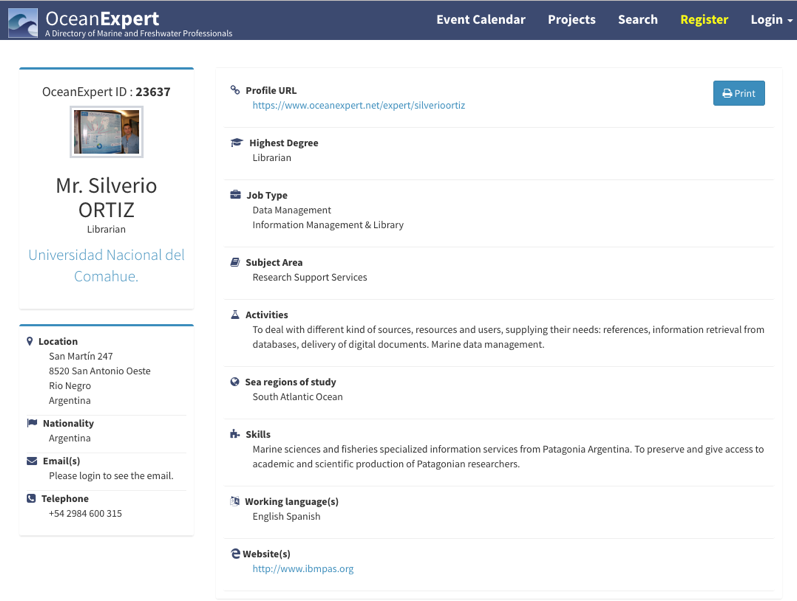 OceanExpert
A Directory of Marine and Freshwater Professionals
Event Calendar
Projects
Search
Register
Login
OceanExpert ID : 23637
Mr. Silverio
ORTIZ
Librarian
Universidad Nacional del
Comahue.
Location
San Martín 247
8520 San Antonio Oeste
Rio Negro
Argentina
Nationality
Argentina
Email(s)
Please login to see the email.
Telephone
+54 2984 600 315
Profile URL
https://www.oceanexpert.net/expert/silverioortiz
Print
Highest Degree
Librarian
Job Type
Data Management
Information Management & Library
Subject Area
Research Support Services
Activities
To deal with different kind of sources, resources and users, supplying their needs: references, information retrieval from
databases, delivery of digital documents. Marine data management.
Sea regions of study
South Atlantic Ocean
Skills
Marine sciences and fisheries specialized information services from Patagonia Argentina. To preserve and give access to
academic and scientific production of Patagonian researchers.
Working language(s)
English Spanish
Website(s)
http://www.ibmpas.org